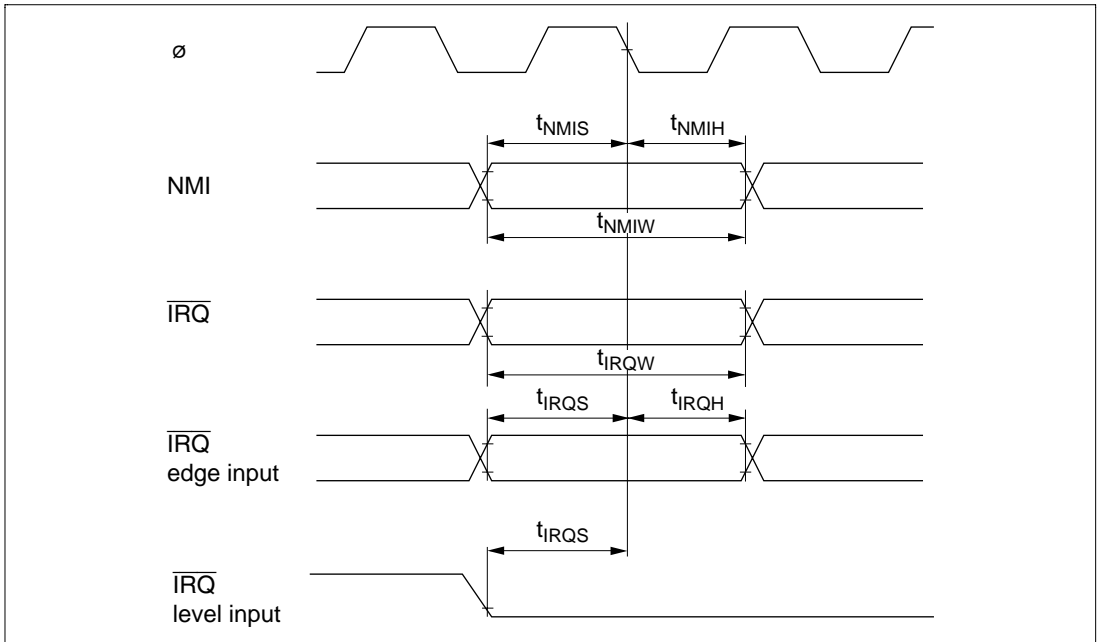 ø
tNMIS tNMIH
NMI
tNMIW
IRQ
tIRQW
tIRQS tIRQH
IRQ
edge input
tIRQS
IRQ
level input